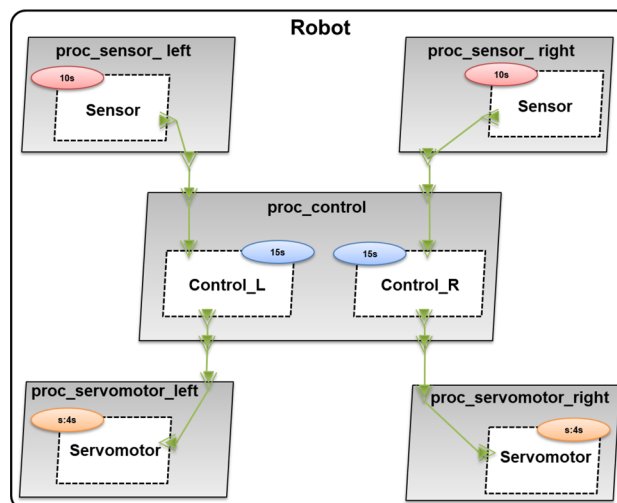 Robot
proc_sensor_ left
proc_sensor_ right
10s
10s
Sensor
Sensor
proc_control
15s
15s
Control_L
Control_R
proc_servomotor_left
proc_servomotor_right
s:4s
s:4s
Servomotor
Servomotor